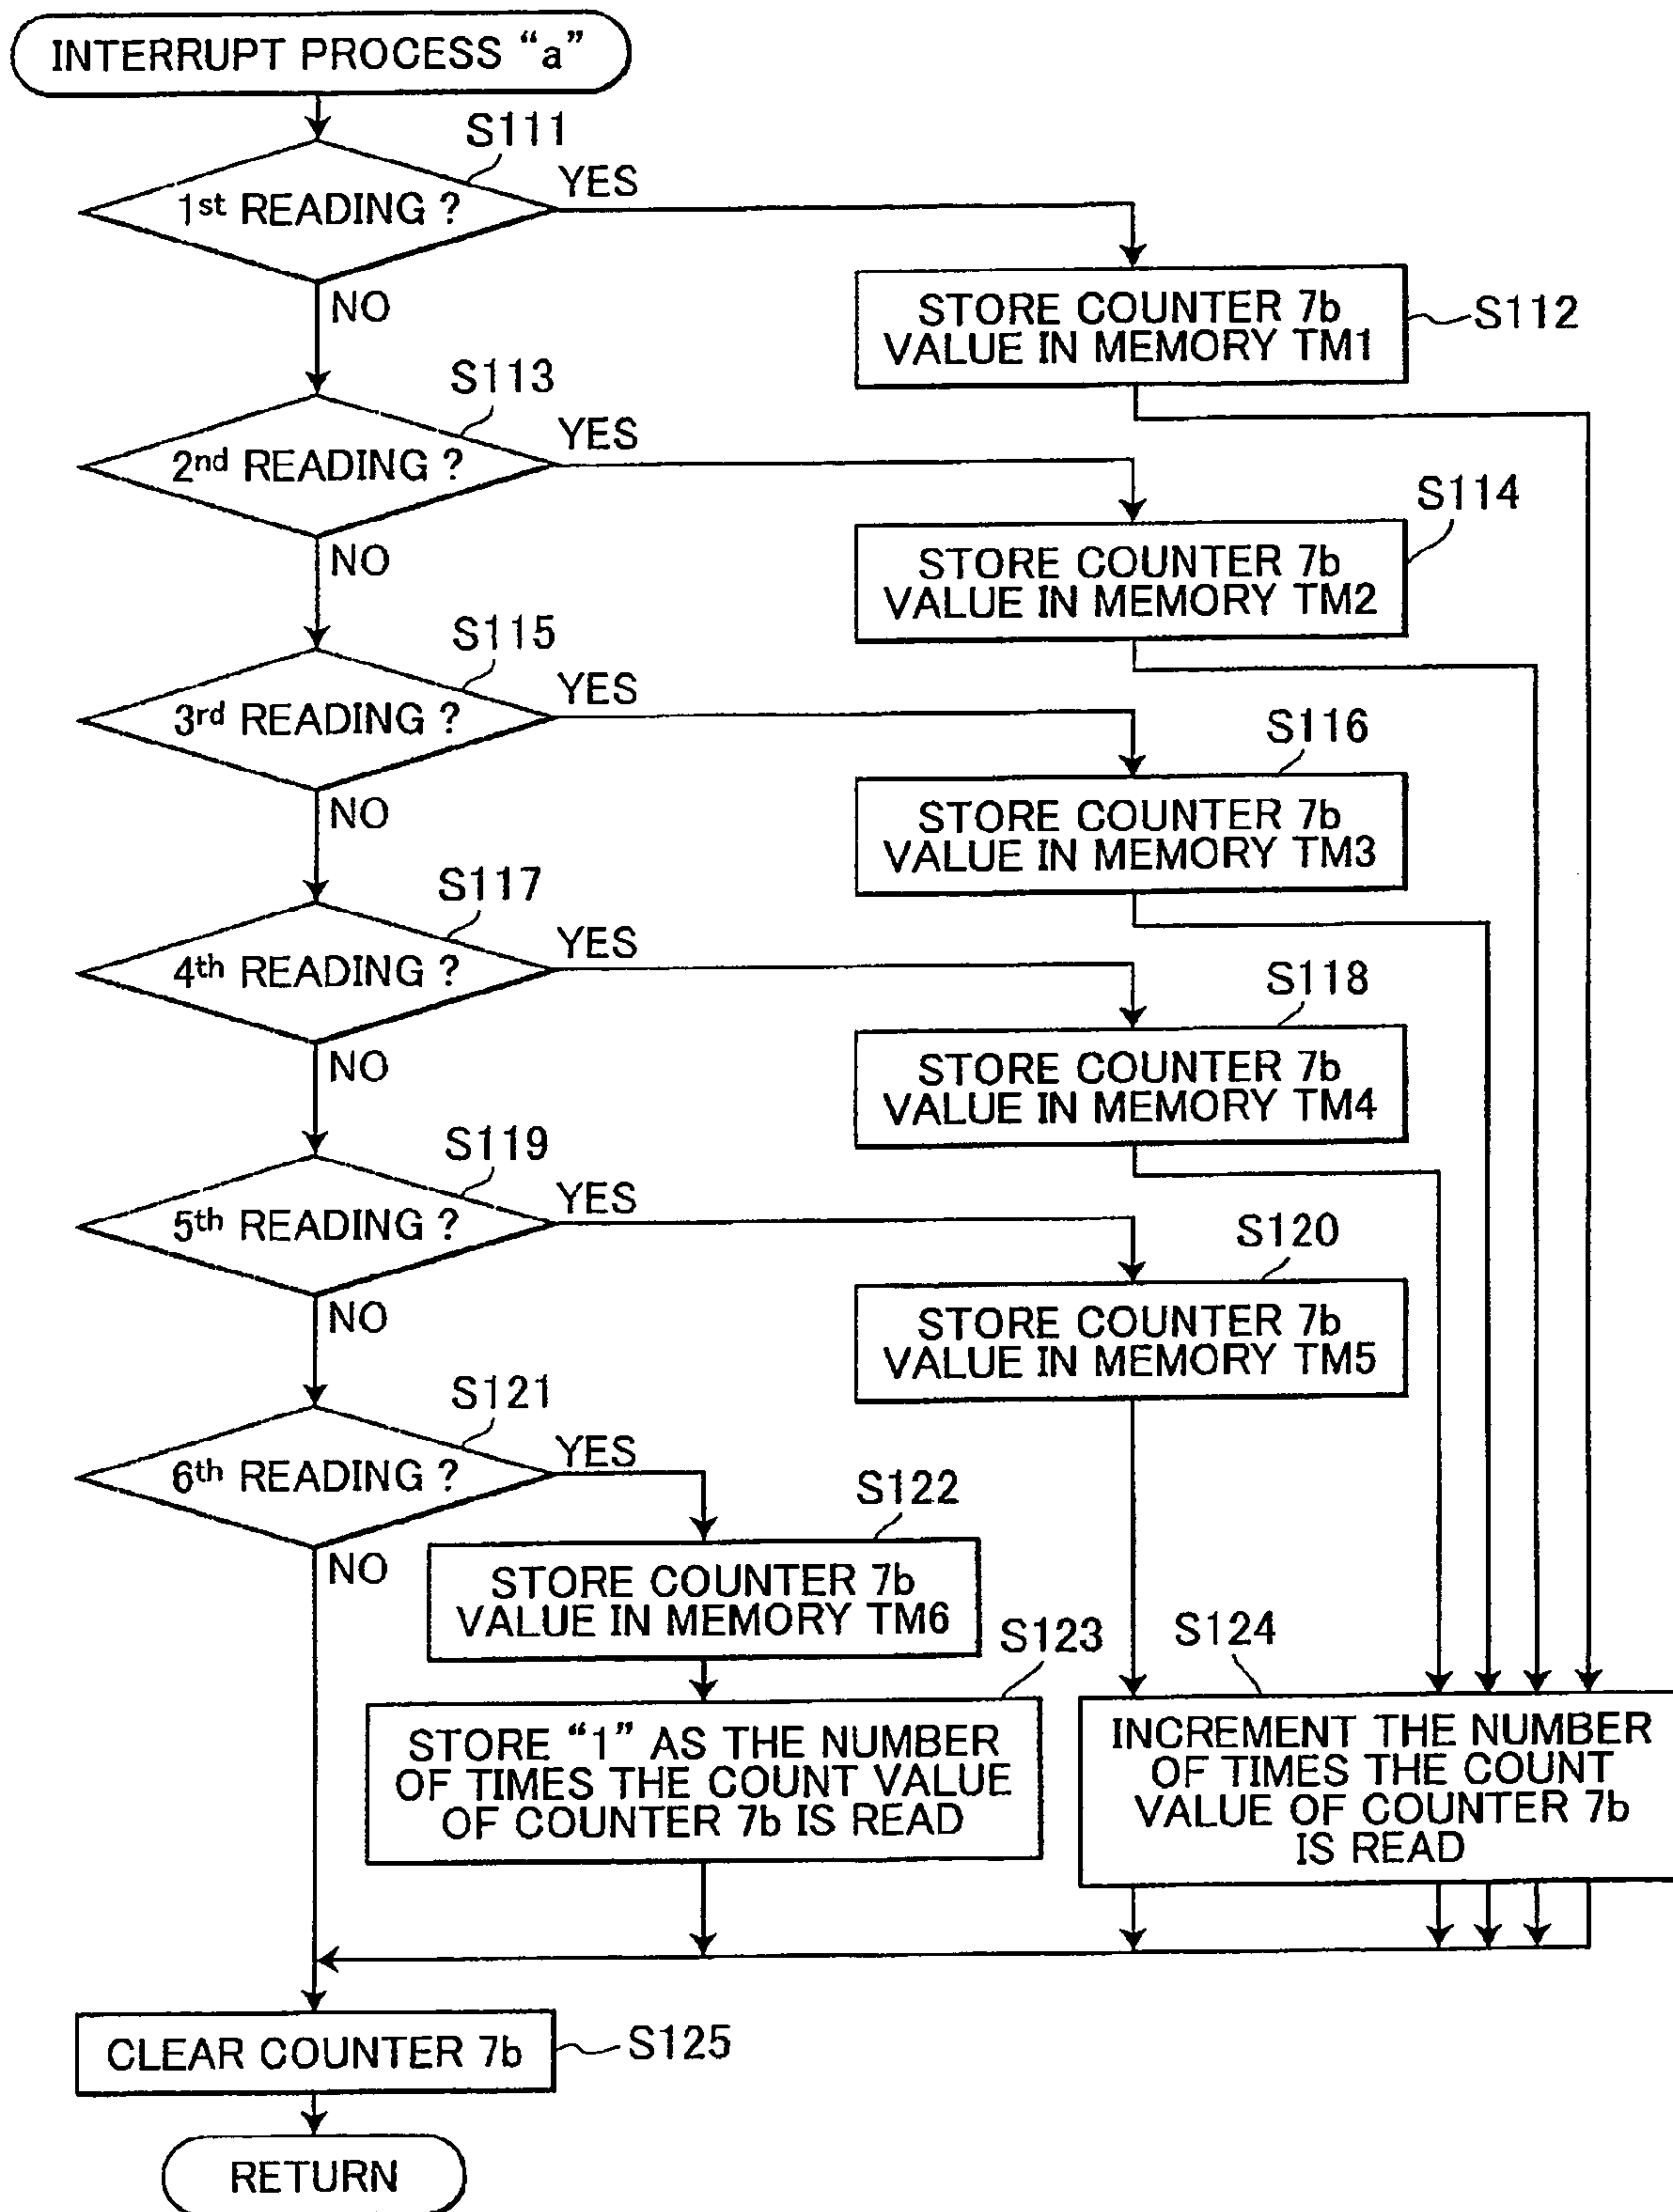 INTERRUPT PROCESS “a”
S111
1st READING ?
YES
NO
STORE COUNTER 7b
VALUE IN MEMORY TM1
S112
S113
2nd READING ?
YES
NO
S114
STORE COUNTER 7b
VALUE IN MEMORY TM2
S115
3rd READING ?
YES
NO
S116
STORE COUNTER 7b
VALUE IN MEMORY TM3
S117
4th READING ?
YES
NO
S118
STORE COUNTER 7b
VALUE IN MEMORY TM4
S119
5th READING ?
YES
NO
S120
STORE COUNTER 7b
VALUE IN MEMORY TM5
S121
6th READING ?
YES
NO
S122
STORE COUNTER 7b
VALUE IN MEMORY TM6
S123
STORE “1” AS THE NUMBER
OF TIMES THE COUNT VALUE
OF COUNTER 7b IS READ
S124
INCREMENT THE NUMBER
OF TIMES THE COUNT
VALUE OF COUNTER 7b
IS READ
CLEAR COUNTER 7b
S125
RETURN